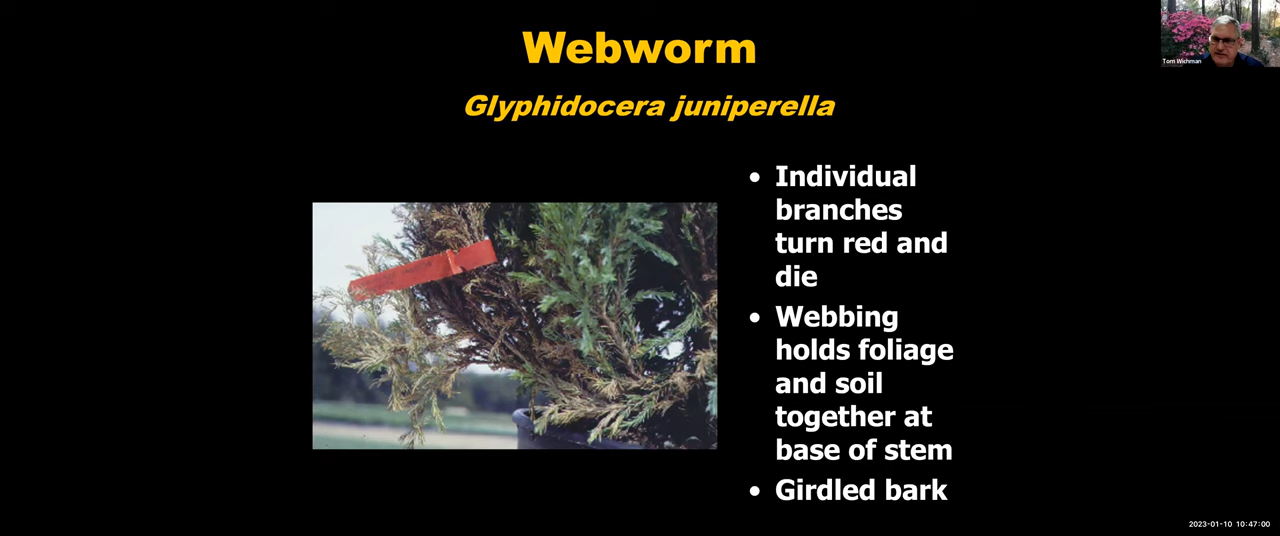 Webworm
Tom Wichman
Glyphidocera juniperella
• Individual
branches
turn red and
die
• Webbing
holds foliage
and soil
together at
base of stem
• Girdled bark
2023-01-10 10:47:00